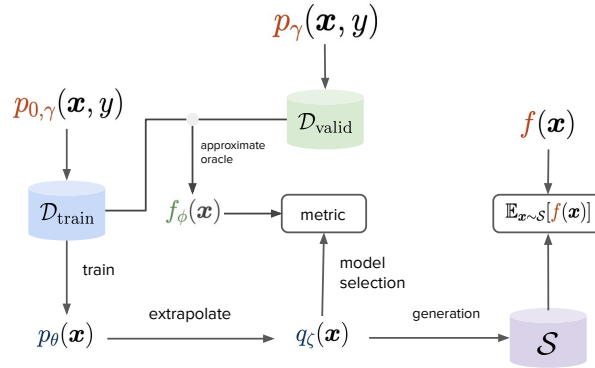 p_γ(x, y)
p_{0,γ}(x, y)
D_valid
f(x)
approximate
oracle
D_train
f_ϕ(x)
metric
𝔼_{x∼S}[f(x)]
train
model
selection
extrapolate
generation
p_θ(x)
q_ζ(x)
S